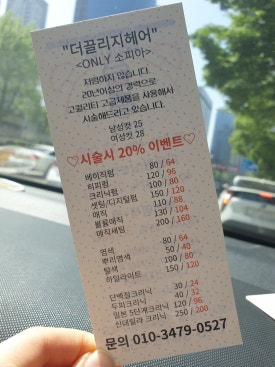 "더끌리지헤어"
<ONLY 소피아>
저렴하지 않습니다.
20년이상의 경력으로
고퀄리티 고급제품을 사용해서
시술해드리고 있습니다.
남성컷 25
여성컷 28
♡시술시 20% 이벤트♡
베이직펌 80 / 64
히피펌 120 / 96
크리닉펌 100 / 80
셋팅/디지털펌 150 / 120
매직 110 / 88
볼륨매직 130 / 104
매직셋팅 200 / 160
염색 80 / 64
뿌리염색 50 / 40
탈색 100 / 80
하일라이트 150 / 120
단백질크리닉 30 / 24
두피크리닉 40 / 32
일본 5단계크리닉 120 / 96
신데렐라 크리닉 250 / 200
문의 010-3479-0527